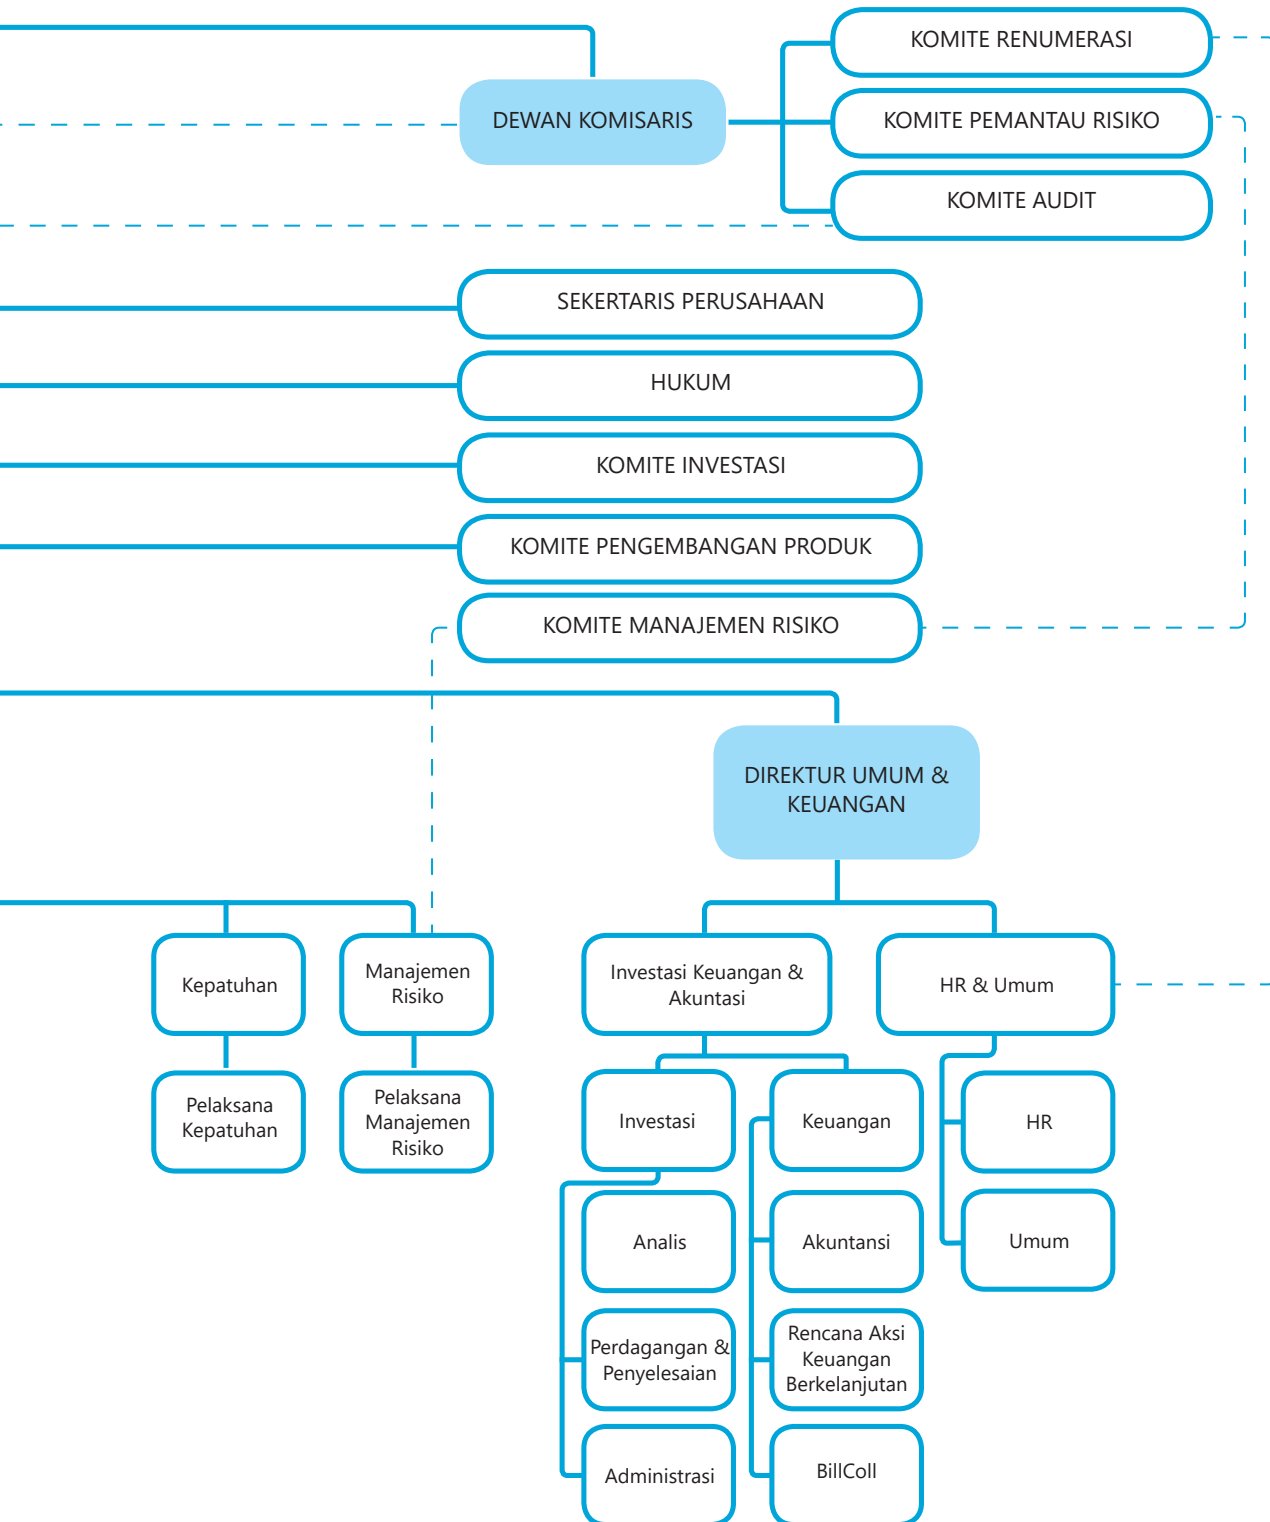 KOMITE RENUMERASI
DEWAN KOMISARIS
KOMITE PEMANTAU RISIKO
KOMITE AUDIT
SEKERTARIS PERUSAHAAN
HUKUM
KOMITE INVESTASI
KOMITE PENGEMBANGAN PRODUK
KOMITE MANAJEMEN RISIKO
DIREKTUR UMUM &
KEUANGAN
Kepatuhan
Manajemen
Risiko
Investasi Keuangan &
Akuntasi
HR & Umum
Pelaksana
Kepatuhan
Pelaksana
Manajemen
Risiko
Investasi
Keuangan
HR
Analis
Akuntansi
Umum
Perdagangan &
Penyelesaian
Rencana Aksi
Keuangan
Berkelanjutan
Administrasi
BillColl